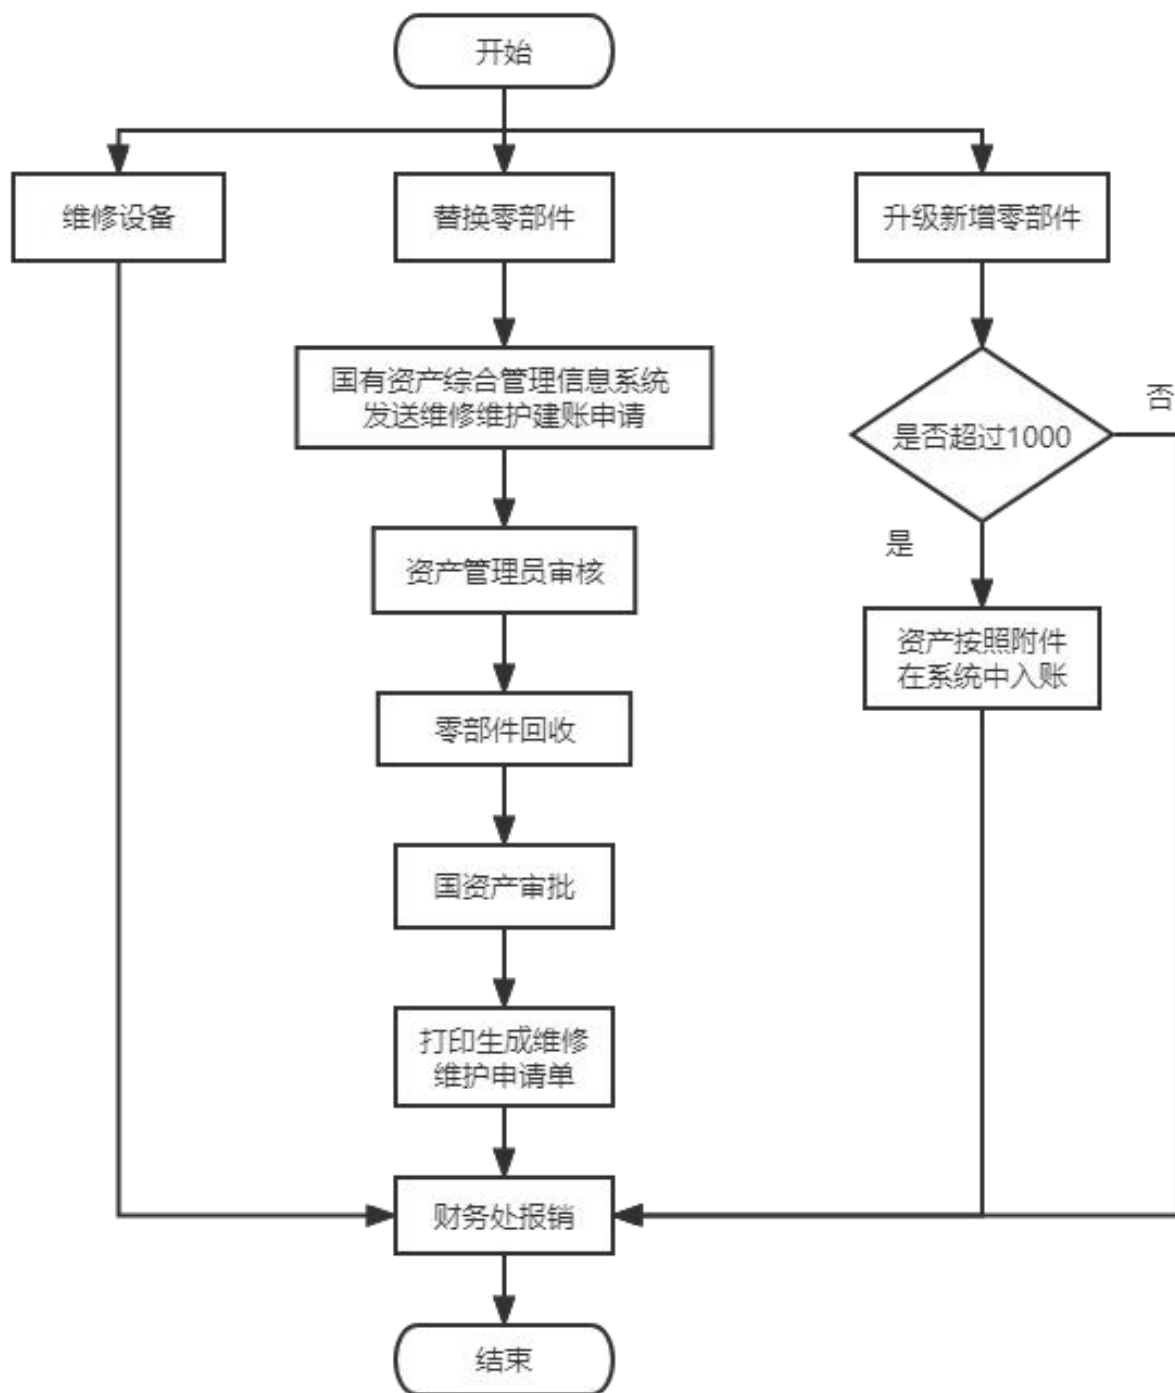 开始
维修设备
替换零部件
升级新增零部件
国有资产综合管理信息系统
发送维修维护建账申请
否
是否超过1000
是
资产管理员审核
资产按照附件
在系统中入账
零部件回收
国资产审批
打印生成维修
维护申请单
财务处报销
结束